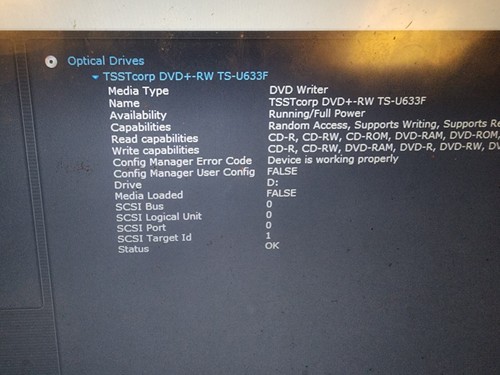 Optical Drives
TSSTcorp DVD+-RW TS-U633F
Media Type DVD Writer
Name TSSTcorp DVD+-RW TS-U633F
Availability Running/Full Power
Capabilities Random Access, Supports Writing, Supports Re
Read capabilities CD-R, CD-RW, CD-ROM, DVD-RAM, DVD-ROM,
Write capabilities CD-R, CD-RW, DVD-RAM, DVD-R, DVD-RW, DV
Config Manager Error Code Device is working properly
Config Manager User Config FALSE
Drive D:
Media Loaded FALSE
SCSI Bus 0
SCSI Logical Unit 0
SCSI Port 0
SCSI Target Id 1
Status OK